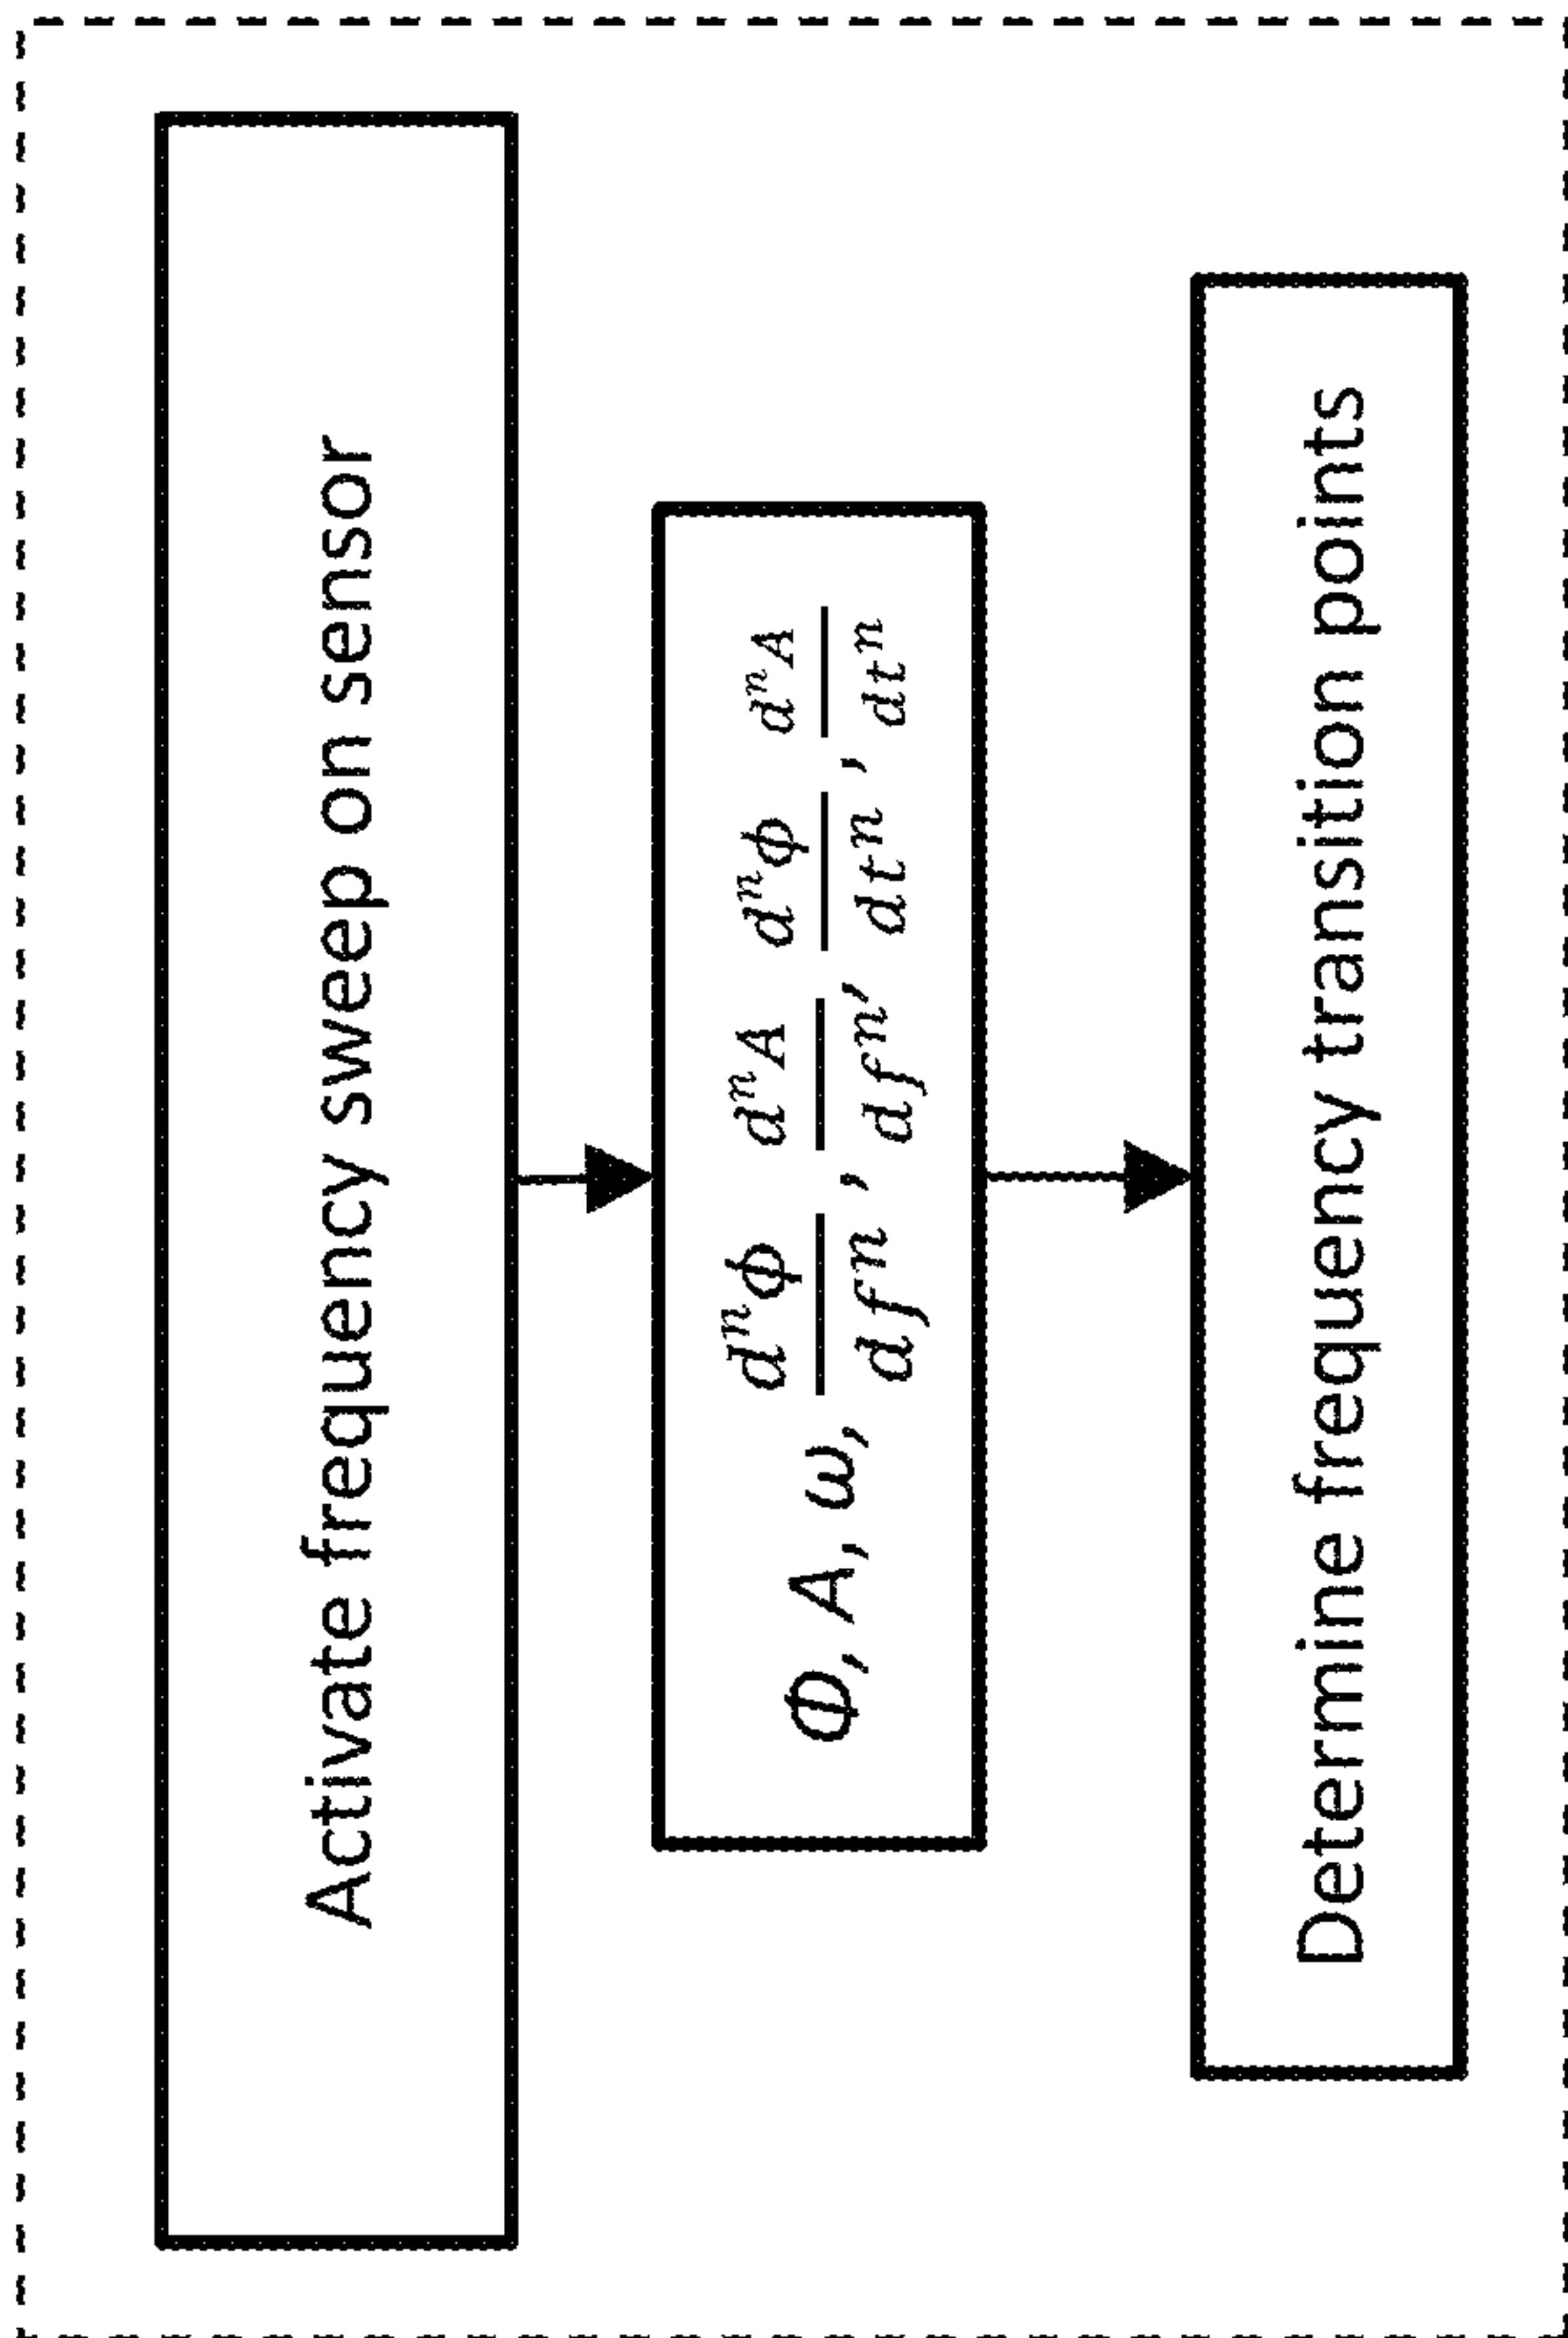 Activate frequency sweep on sensor
Φ, A, ω, dⁿϕ/dfⁿ, dⁿA/dfⁿ, dⁿϕ/dtⁿ, dⁿA/dtⁿ
Determine frequency transition points